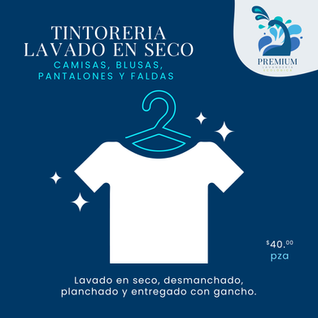 TINTORERIA
LAVADO EN SECO
CAMISAS, BLUSAS,
PANTALONES Y FALDAS
PREMIUM
$40.00
pza
Lavado en seco, desmanchado,
planchado y entregado con gancho.